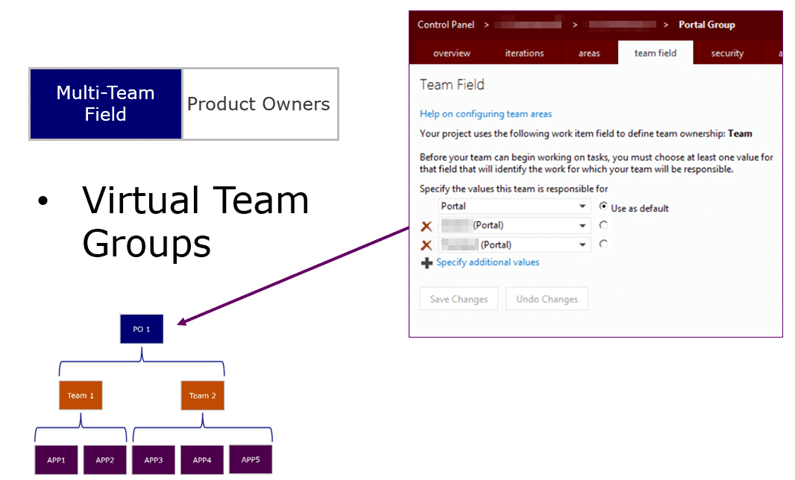 Multi-Team
Field
Product Owners
• Virtual Team
Groups
PO 1
Team 1
Team 2
APP1
APP2
APP3
APP4
APP5
Control Panel > > > Portal Group
overview
iterations
areas
team field
security
a
Team Field
Help on configuring team areas
Your project uses the following work item field to define team ownership: Team
Before your team can begin working on tasks, you must choose at least one value for
that field that will identify the work for which your team will be responsible.
Specify the values this team is responsible for
Portal
Use as default
(Portal)
(Portal)
Specify additional values
Save Changes
Undo Changes